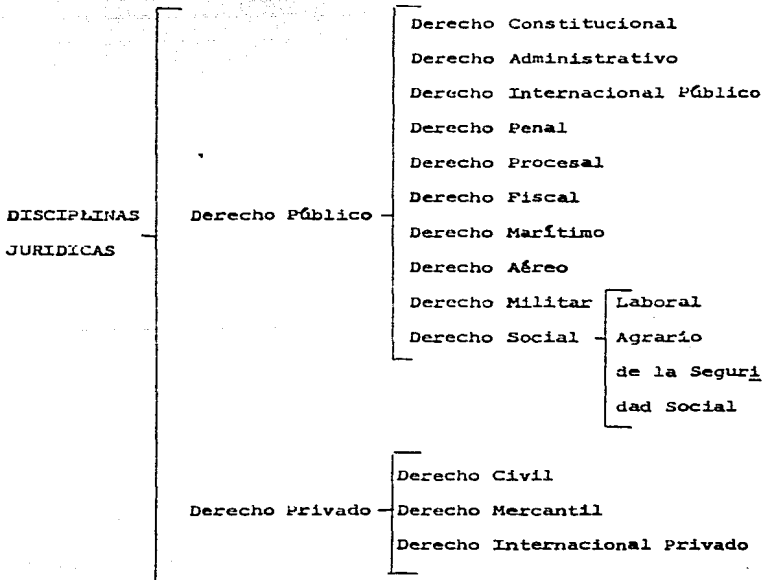 Derecho Constitucional
Derecho Administrativo
Derecho Internacional Público
Derecho Penal
Derecho Procesal
Derecho Fiscal
DISCIPLINAS
JURIDICAS
Derecho Público
Derecho Marítimo
Derecho Aéreo
Derecho Militar
Derecho Social
Laboral
Agrario
de la Seguri
dad Social
Derecho Privado
Derecho Civil
Derecho Mercantil
Derecho Internacional Privado